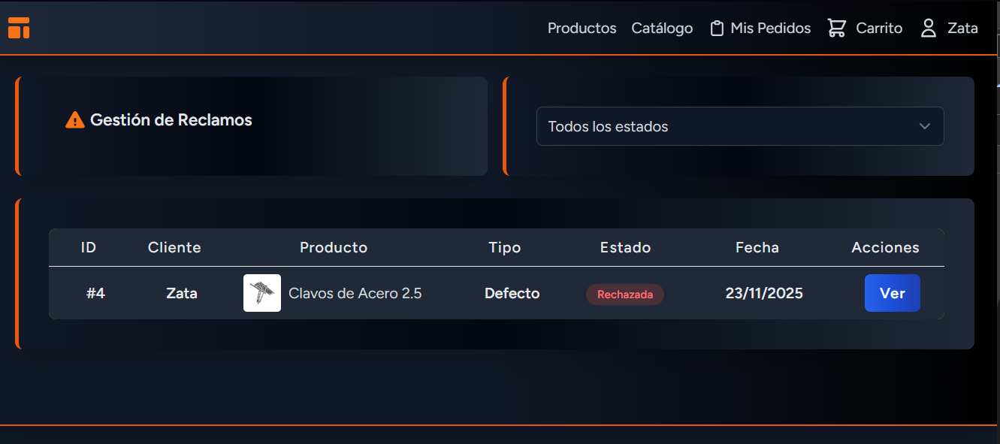 Productos Catálogo Mis Pedidos Carrito Zata
Gestión de Reclamos
Todos los estados
ID Cliente Producto Tipo Estado Fecha Acciones
#4 Zata Clavos de Acero 2.5 Defecto Rechazada 23/11/2025 Ver